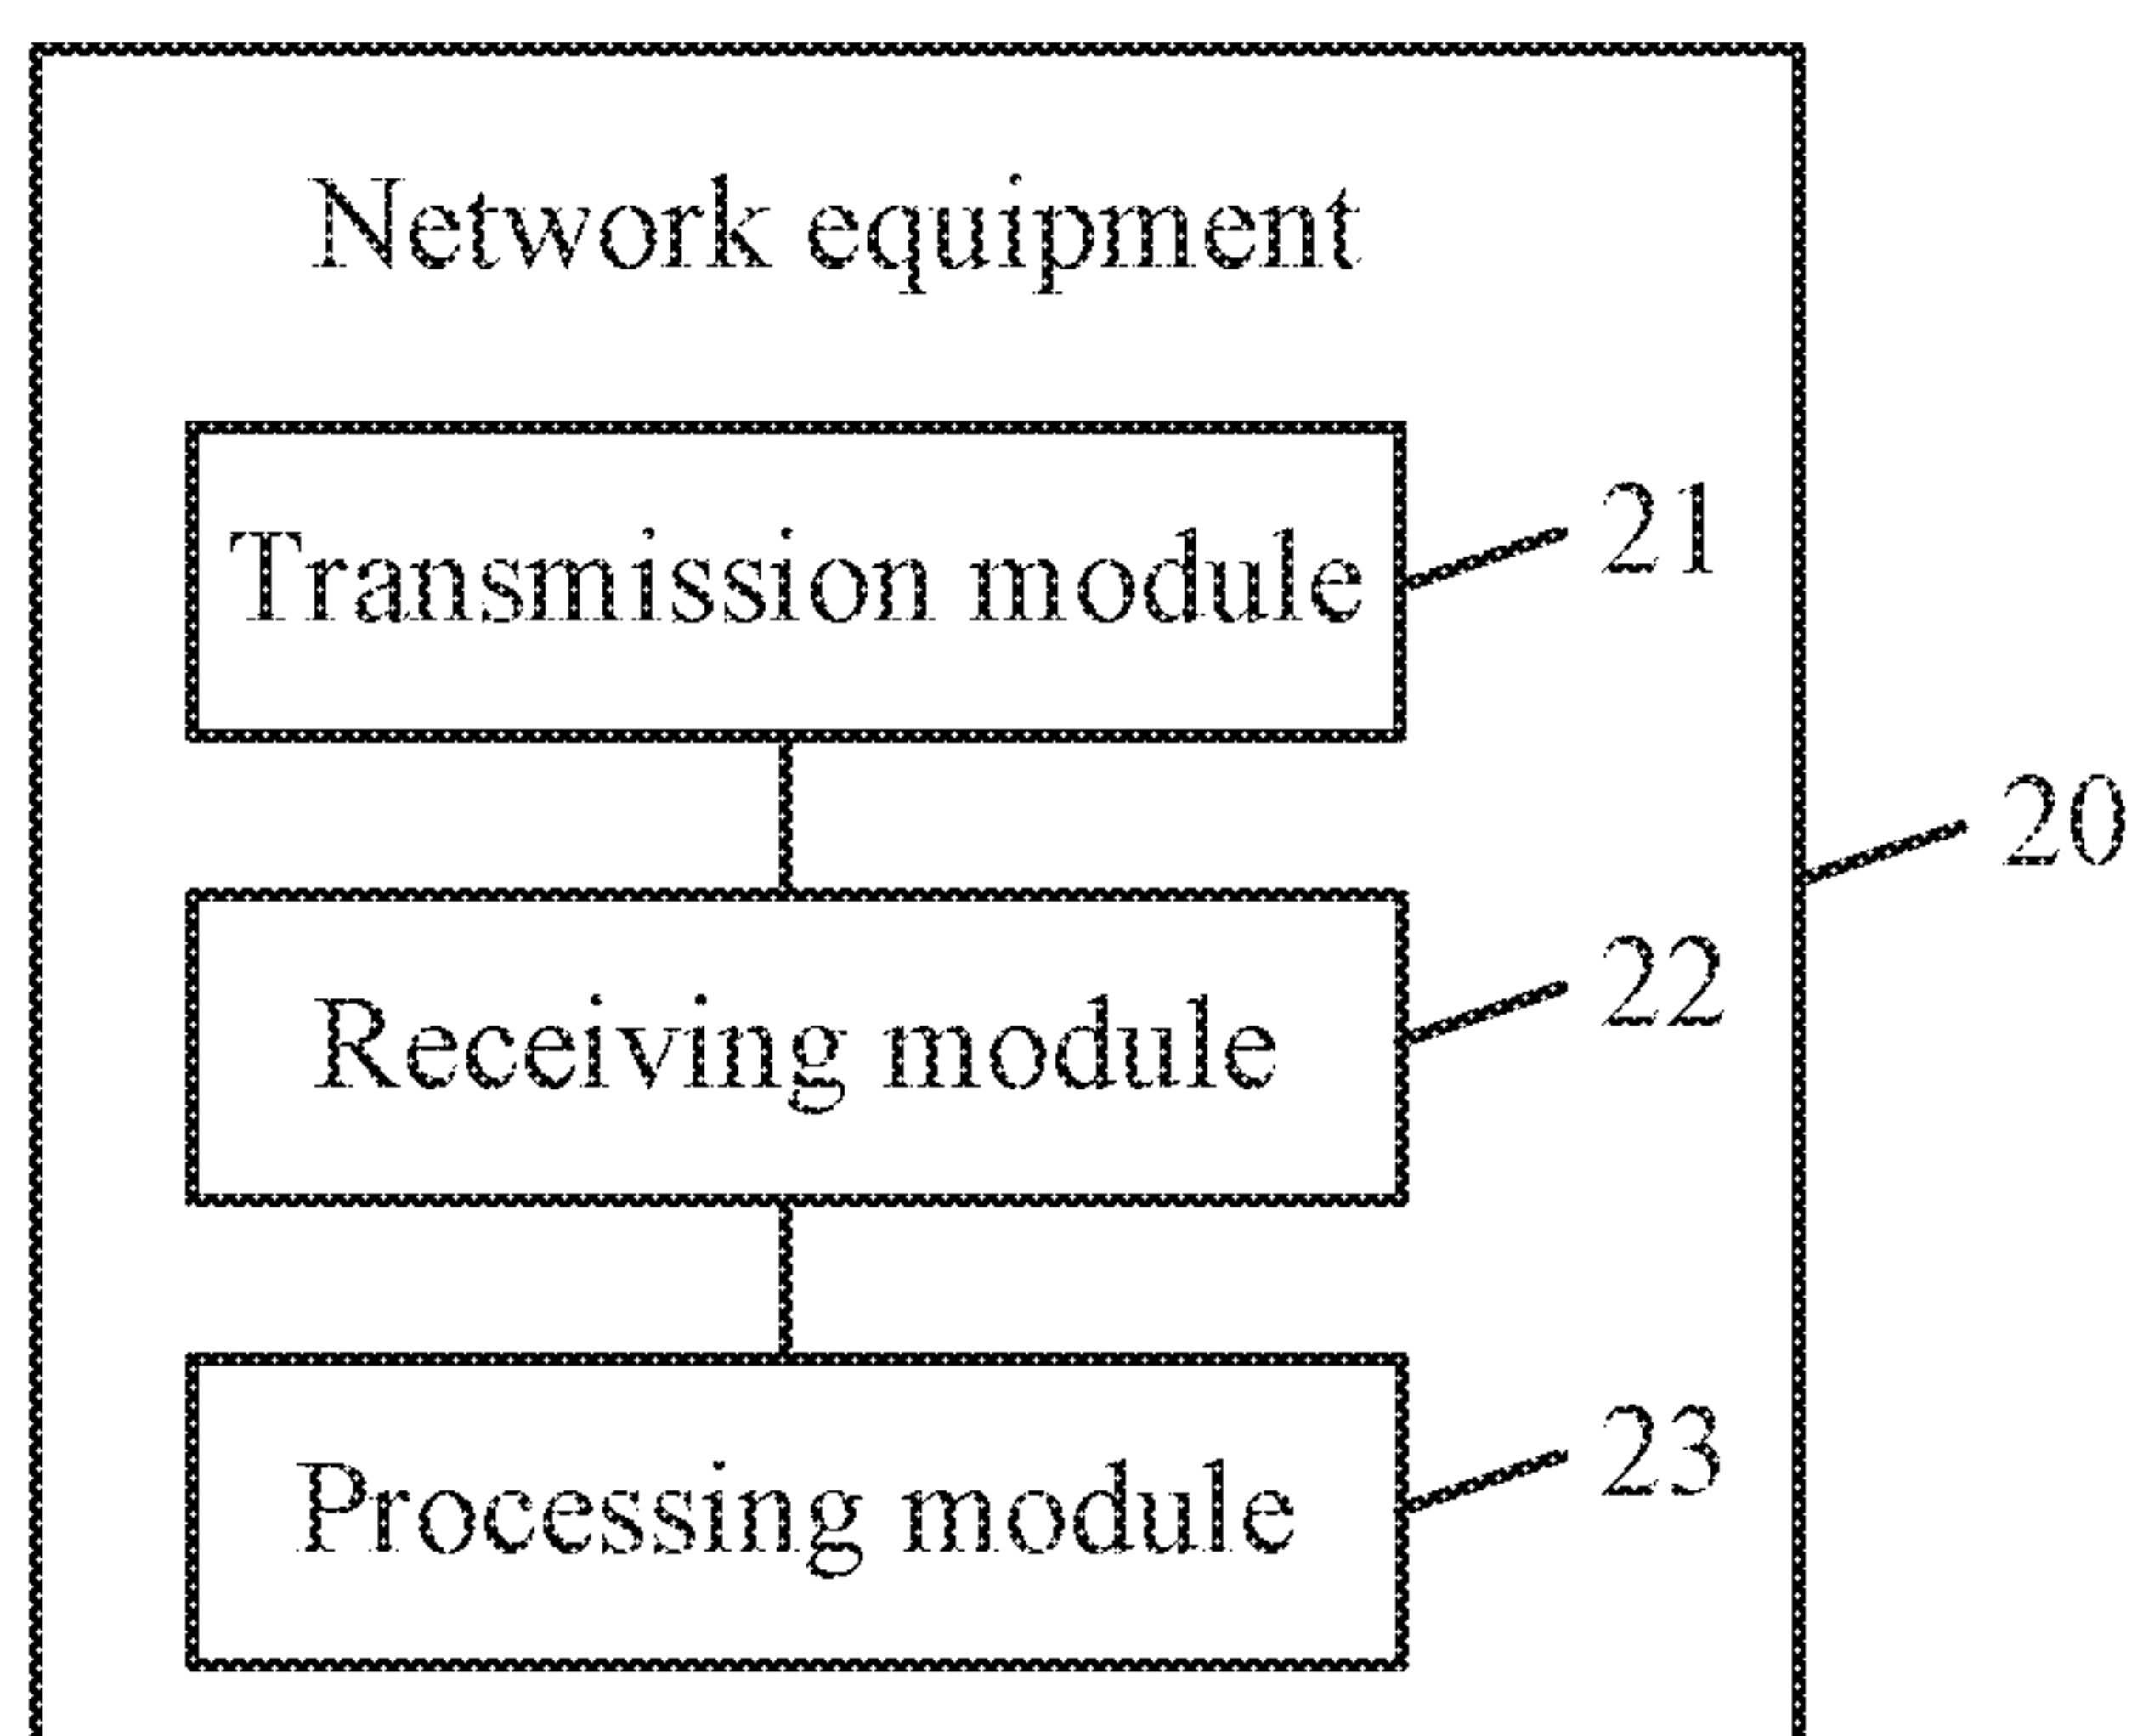 Network equipment
Transmission module
21
20
Receiving module
22
Processing module
23